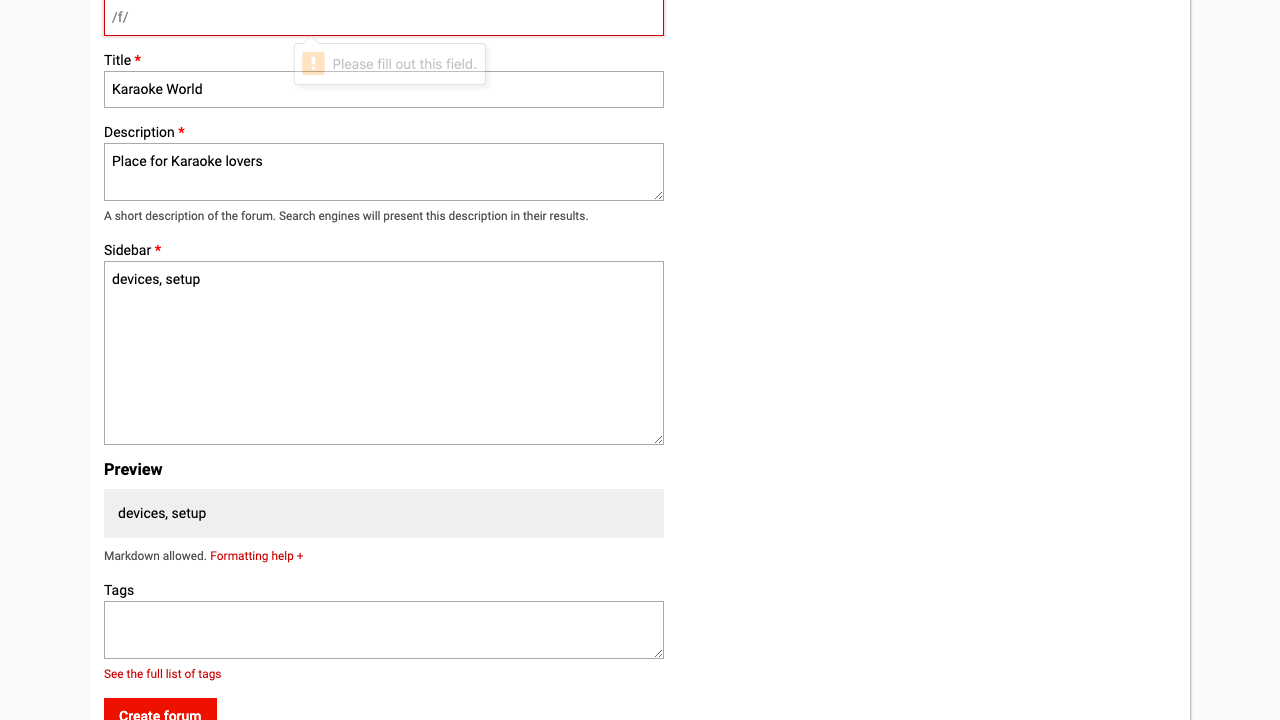 /f/
Please fill out this field.
Title *
Karaoke World
Description *
Place for Karaoke lovers
A short description of the forum. Search engines will present this description in their results.
Sidebar *
devices, setup
Preview
devices, setup
Markdown allowed. Formatting help +
Tags
See the full list of tags
Create forum